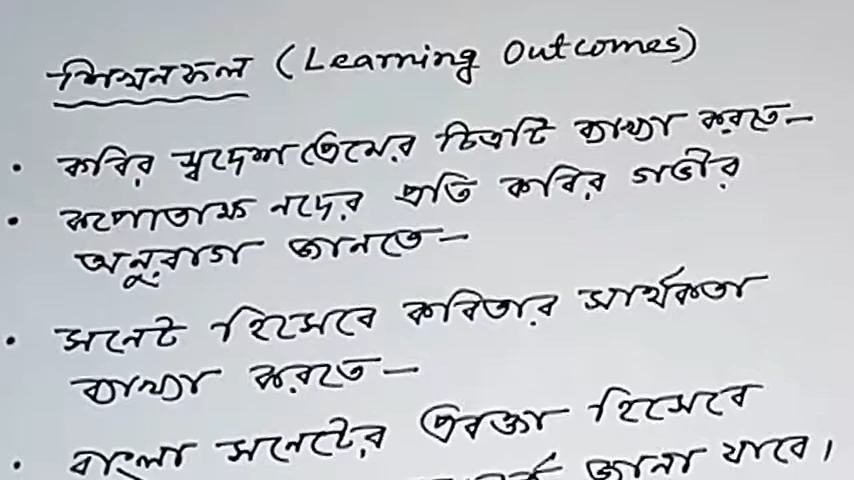 শিখনফল (Learning Outcomes)
• কবির স্বদেশ প্রেমের চিত্রটি ব্যাখ্যা করতে-
• কপোতাক্ষ নদের প্রতি কবির গভীর
অনুরাগ জানতে-
• সনেট হিসেবে কবিতার সার্থকতা
ব্যাখ্যা করতে-
• বাংলা সনেটের প্রবক্তা হিসেবে
জানা যাবে।